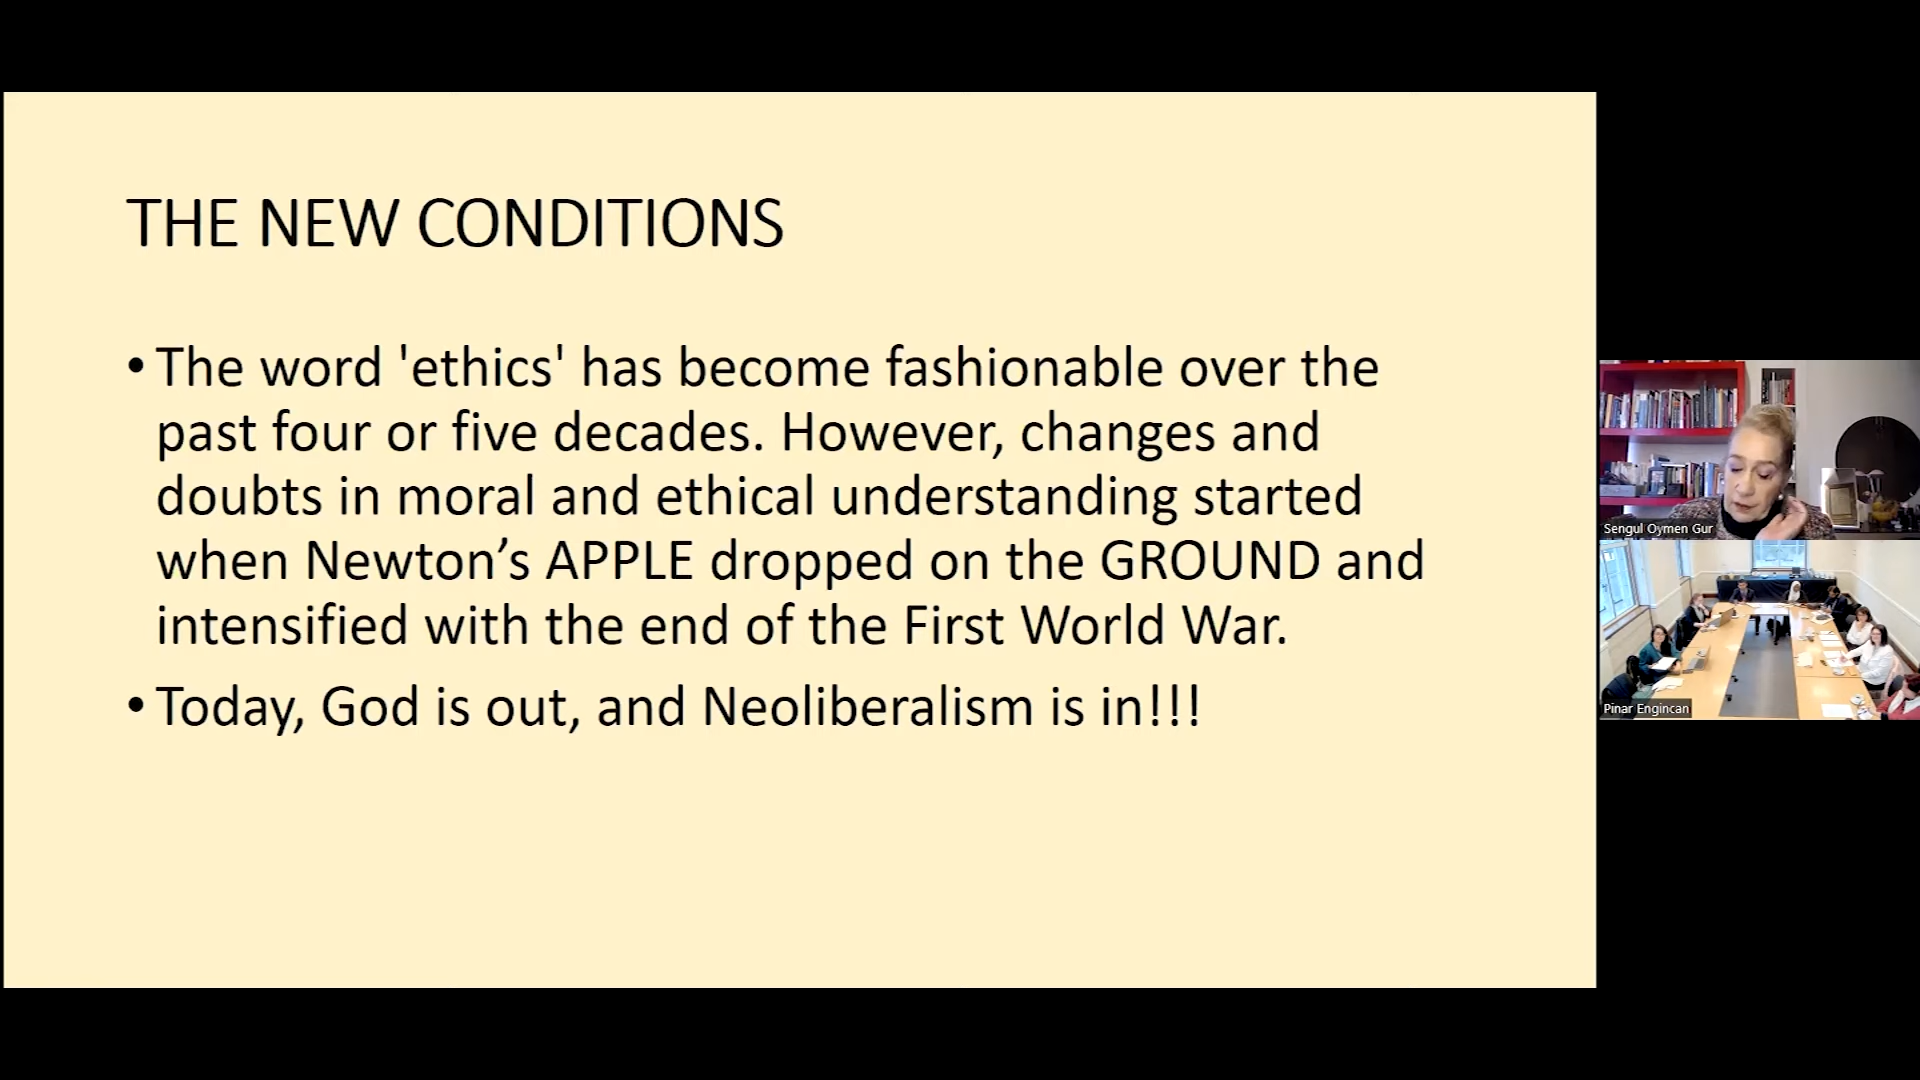 THE NEW CONDITIONS
• The word 'ethics' has become fashionable over the
past four or five decades. However, changes and
doubts in moral and ethical understanding started
when Newton’s APPLE dropped on the GROUND and
intensified with the end of the First World War.
• Today, God is out, and Neoliberalism is in!!!
Sengul Oymen Gur
Pinar Engincan